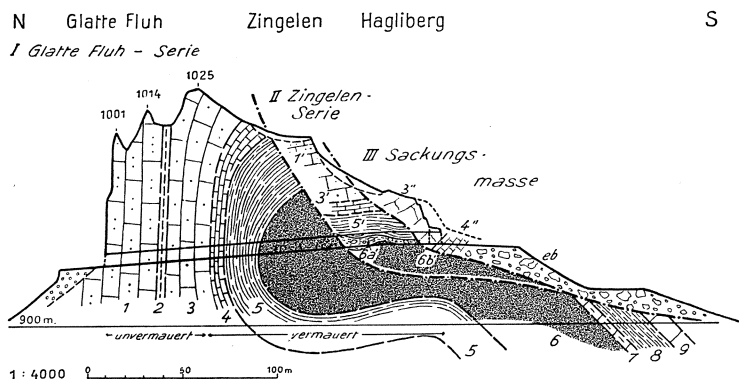 N Glatte Fluh Zingelen Hagliberg S
I Glatte Fluh - Serie
1025
1014
1001
II Zingelen-
Serie
III Sackungs-
masse
1'
3'
3"
5'
4"
6a
6b
eb
1 2 3 4 5
900 m.
unvermauert vermauert
5 6 7 8 9
1 : 4000 0 50 100 m